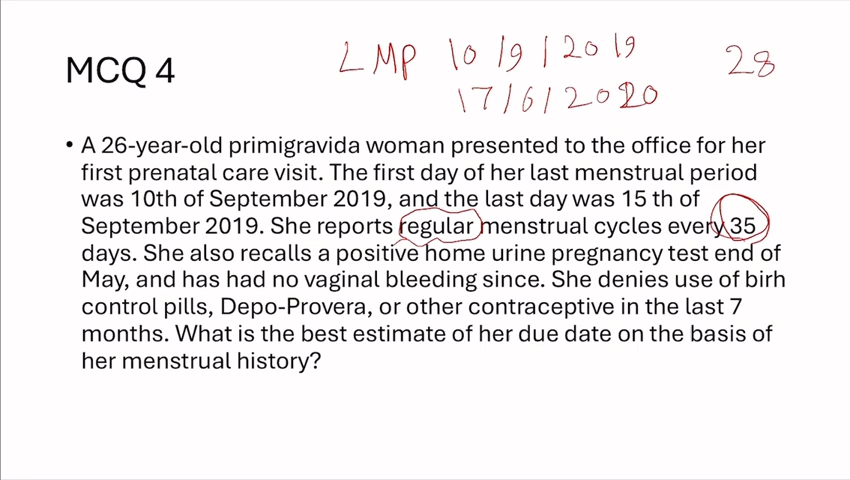 LMP 10/9/2019 28
17/6/2020
MCQ 4
• A 26-year-old primigravida woman presented to the office for her
first prenatal care visit. The first day of her last menstrual period
was 10th of September 2019, and the last day was 15 th of
September 2019. She reports regular menstrual cycles every 35
days. She also recalls a positive home urine pregnancy test end of
May, and has had no vaginal bleeding since. She denies use of birh
control pills, Depo-Provera, or other contraceptive in the last 7
months. What is the best estimate of her due date on the basis of
her menstrual history?